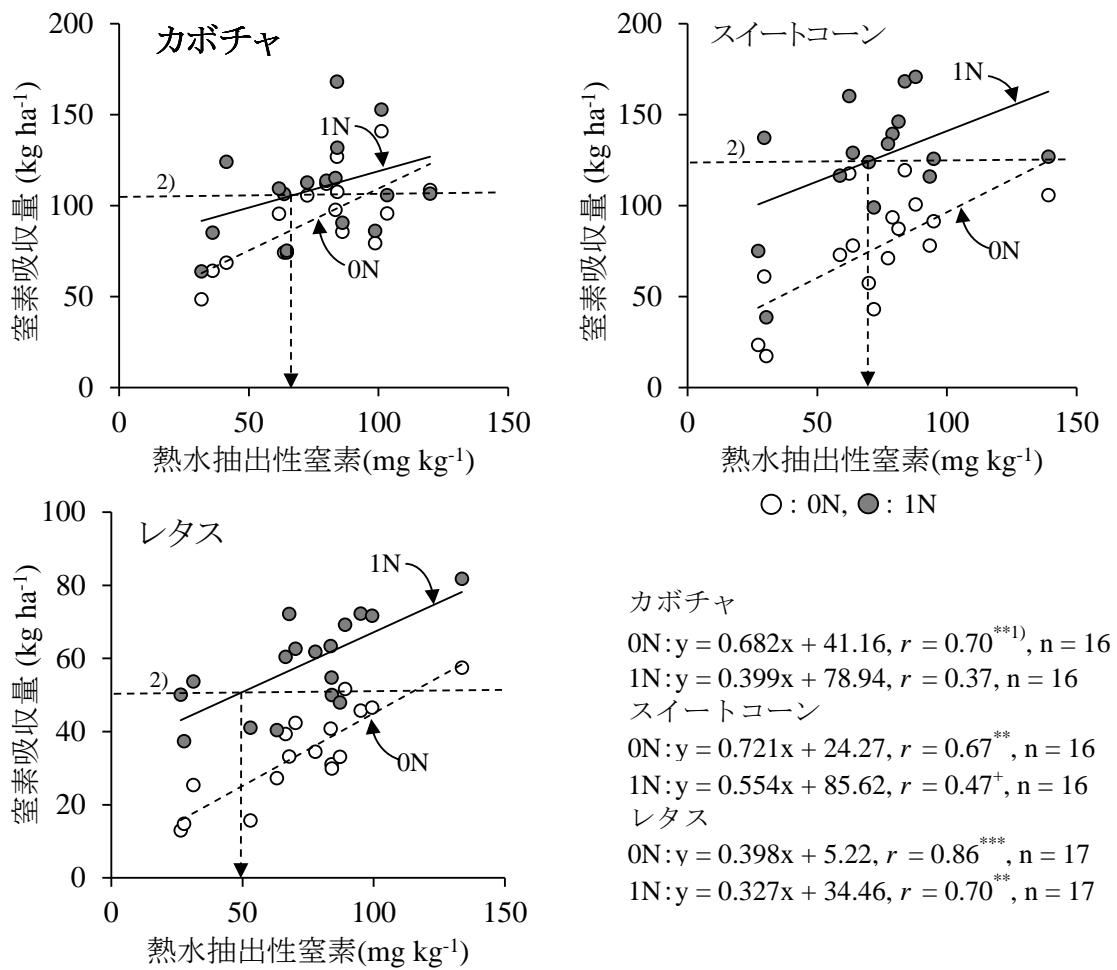 カボチャ
200
150
100
50
0
窒素吸収量 (kg ha-1)
1N
2)
0N
0 50 100 150
熱水抽出性窒素(mg kg-1)
スイートコーン
200
150
100
50
0
窒素吸収量 (kg ha-1)
1N
2)
0N
0 50 100 150
熱水抽出性窒素(mg kg-1)
○ : 0N, ● : 1N
レタス
100
80
60
40
20
0
窒素吸収量 (kg ha-1)
1N
2)
0N
0 50 100 150
熱水抽出性窒素(mg kg-1)
カボチャ
0N:y = 0.682x + 41.16, r = 0.70**1), n = 16
1N:y = 0.399x + 78.94, r = 0.37, n = 16
スイートコーン
0N:y = 0.721x + 24.27, r = 0.67**, n = 16
1N:y = 0.554x + 85.62, r = 0.47+, n = 16
レタス
0N:y = 0.398x + 5.22, r = 0.86***, n = 17
1N:y = 0.327x + 34.46, r = 0.70**, n = 17